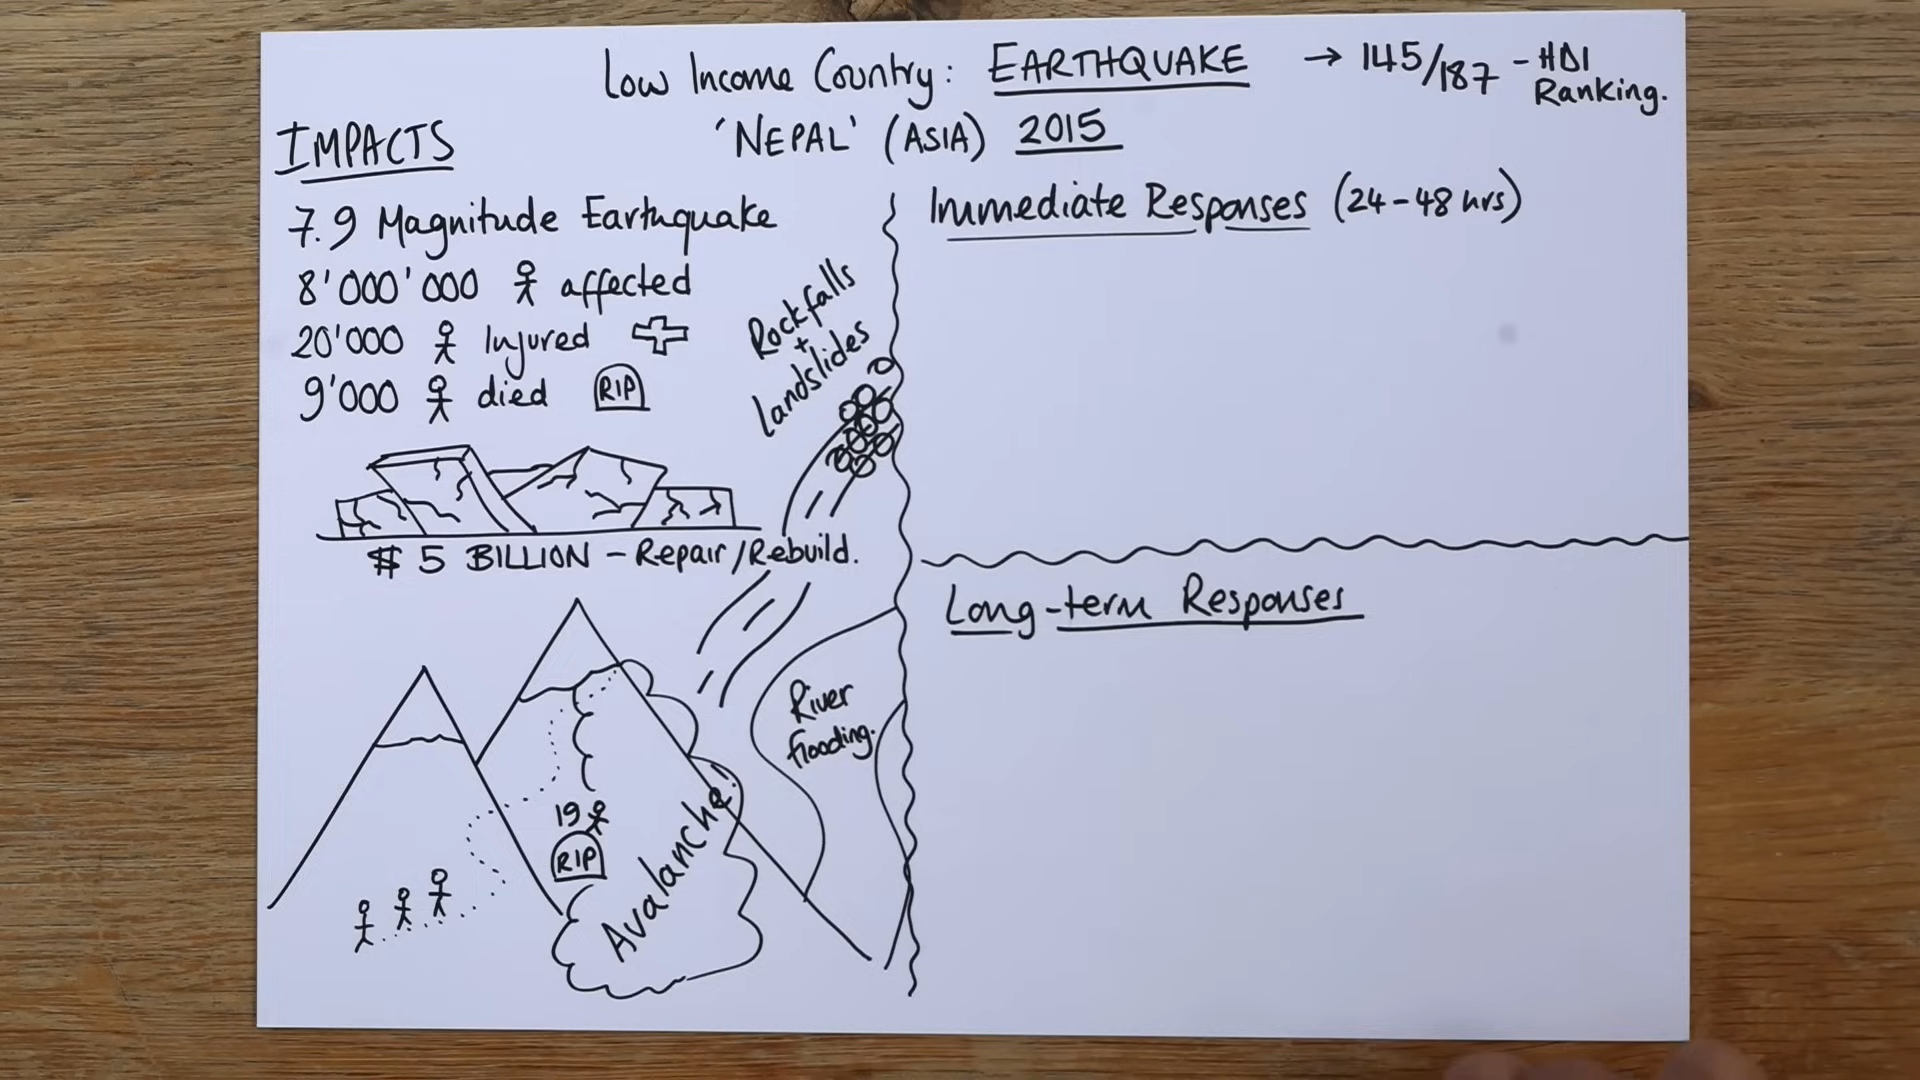 Low Income Country: EARTHQUAKE → 145/187 - HDI Ranking.
'NEPAL' (ASIA) 2015
IMPACTS
7.9 Magnitude Earthquake
8'000'000 affected
20'000 Injured
9'000 died RIP
$ 5 BILLION - Repair/Rebuild.
Rockfalls
+
Landslides
River
flooding.
19
RIP
Avalanche
Immediate Responses (24-48 hrs)
Long-term Responses